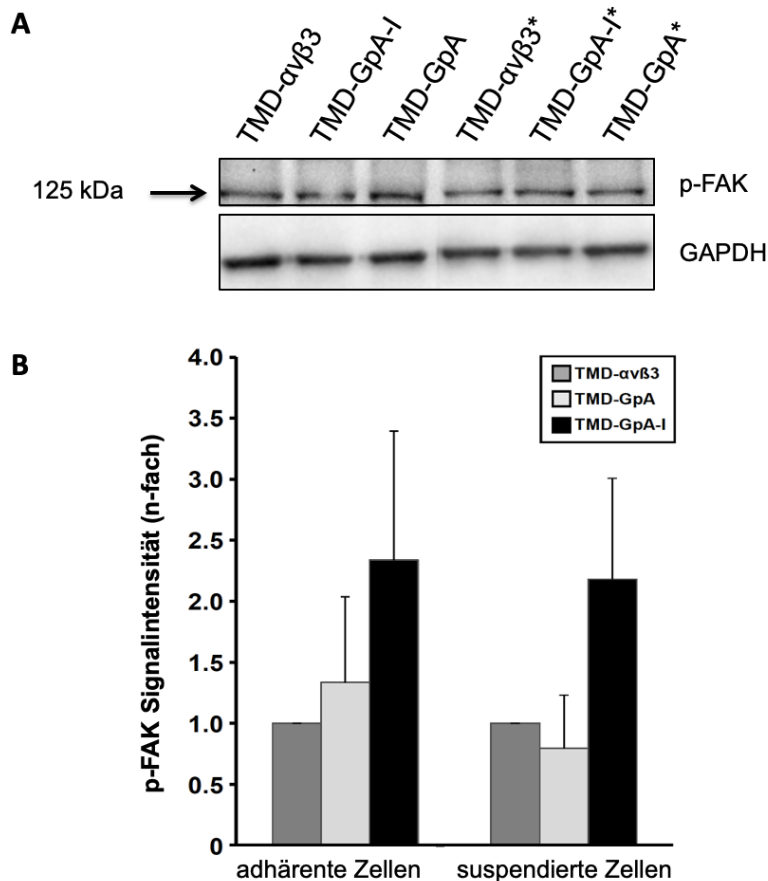 A
TMD-αvß3
TMD-GpA-I
TMD-GpA
TMD-αvß3*
TMD-GpA-I*
TMD-GpA*
125 kDa
p-FAK
GAPDH
B
p-FAK Signalintensität (n-fach)
4.0
3.5
3.0
2.5
2.0
1.5
1.0
0.5
0
TMD-αvß3
TMD-GpA
TMD-GpA-I
adhärente Zellen
suspendierte Zellen